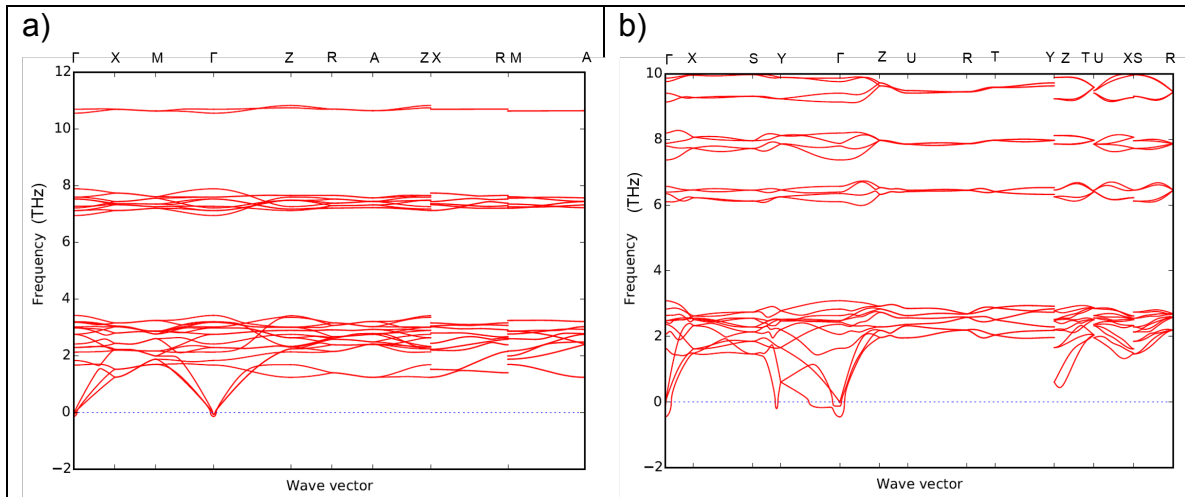 a)
Γ X M Γ Z R A Z X R M A
12
10
8
6
4
2
0
−2
Frequency (THz)
Wave vector
b)
Γ X S Y Γ Z U R T Y Z T U X S R
10
8
6
4
2
0
−2
Frequency (THz)
Wave vector